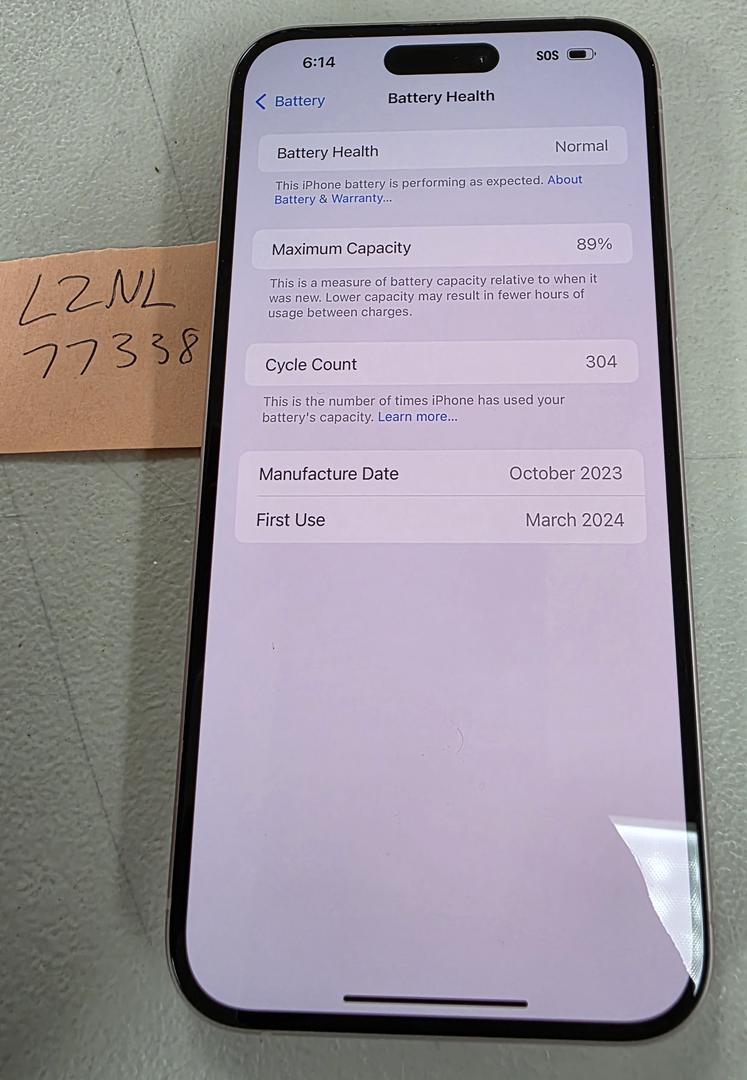 6:14
SOS
Battery
Battery Health
Battery Health
Normal
This iPhone battery is performing as expected. About
Battery & Warranty...
Maximum Capacity
89%
This is a measure of battery capacity relative to when it
was new. Lower capacity may result in fewer hours of
usage between charges.
Cycle Count
304
This is the number of times iPhone has used your
battery's capacity. Learn more...
Manufacture Date
October 2023
First Use
March 2024
LZNL
77338